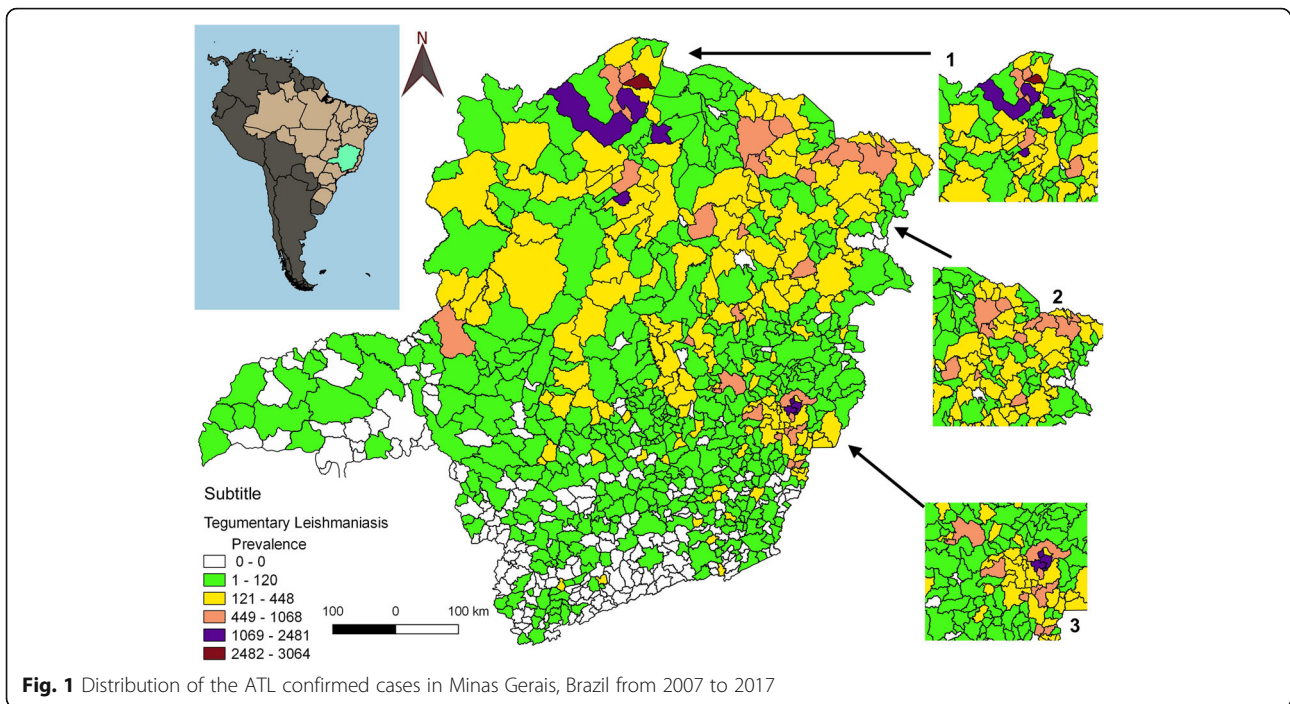 N
1
2
3
Subtitle
Tegumentary Leishmaniasis
Prevalence
0 - 0
1 - 120
121 - 448
449 - 1068
1069 - 2481
2482 - 3064
100 0 100 km
Fig. 1 Distribution of the ATL confirmed cases in Minas Gerais, Brazil from 2007 to 2017